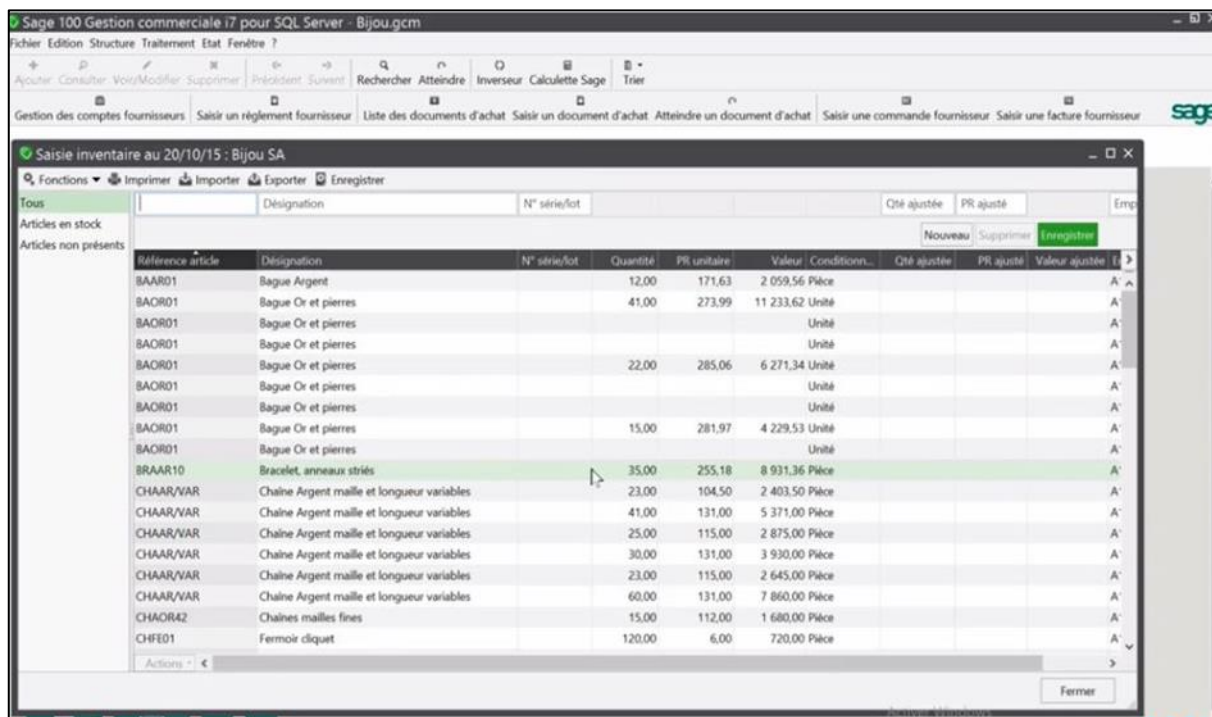 Sage 100 Gestion commerciale i7 pour SQL Server - Bijou.gcm
Fichier Edition Structure Traitement Etat Fenêtre ?
Ajouter Consulter Voir/Modifier Supprimer Précédent Suivant Rechercher Atteindre Inverseur Calculette Sage Trier
Gestion des comptes fournisseurs Saisir un règlement fournisseur Liste des documents d'achat Saisir un document d'achat Atteindre un document d'achat Saisir une commande fournisseur Saisir une facture fournisseur sage
Saisie inventaire au 20/10/15 : Bijou SA
Fonctions Imprimer Importer Exporter Enregistrer
Tous Désignation N° série/lot Qté ajustée PR ajusté Emp
Articles en stock
Nouveau Supprimer Enregistrer
Articles non présents
Référence article Désignation N° série/lot Quantité PR unitaire Valeur Conditionn... Qté ajustée PR ajusté Valeur ajustée
BAAR01 Bague Argent 12,00 171,63 2 059,56 Pièce
BAOR01 Bague Or et pierres 41,00 273,99 11 233,62 Unité
BAOR01 Bague Or et pierres Unité
BAOR01 Bague Or et pierres Unité
BAOR01 Bague Or et pierres 22,00 285,06 6 271,34 Unité
BAOR01 Bague Or et pierres Unité
BAOR01 Bague Or et pierres Unité
BAOR01 Bague Or et pierres 15,00 281,97 4 229,53 Unité
BAOR01 Bague Or et pierres Unité
BRAAR10 Bracelet, anneaux striés 35,00 255,18 8 931,36 Pièce
CHAAR/VAR Chaîne Argent maille et longueur variables 23,00 104,50 2 403,50 Pièce
CHAAR/VAR Chaîne Argent maille et longueur variables 41,00 131,00 5 371,00 Pièce
CHAAR/VAR Chaîne Argent maille et longueur variables 25,00 115,00 2 875,00 Pièce
CHAAR/VAR Chaîne Argent maille et longueur variables 30,00 131,00 3 930,00 Pièce
CHAAR/VAR Chaîne Argent maille et longueur variables 23,00 115,00 2 645,00 Pièce
CHAAR/VAR Chaîne Argent maille et longueur variables 60,00 131,00 7 860,00 Pièce
CHAOR42 Chaînes mailles fines 15,00 112,00 1 680,00 Pièce
CHFE01 Fermoir cliquet 120,00 6,00 720,00 Pièce
Actions
Fermer